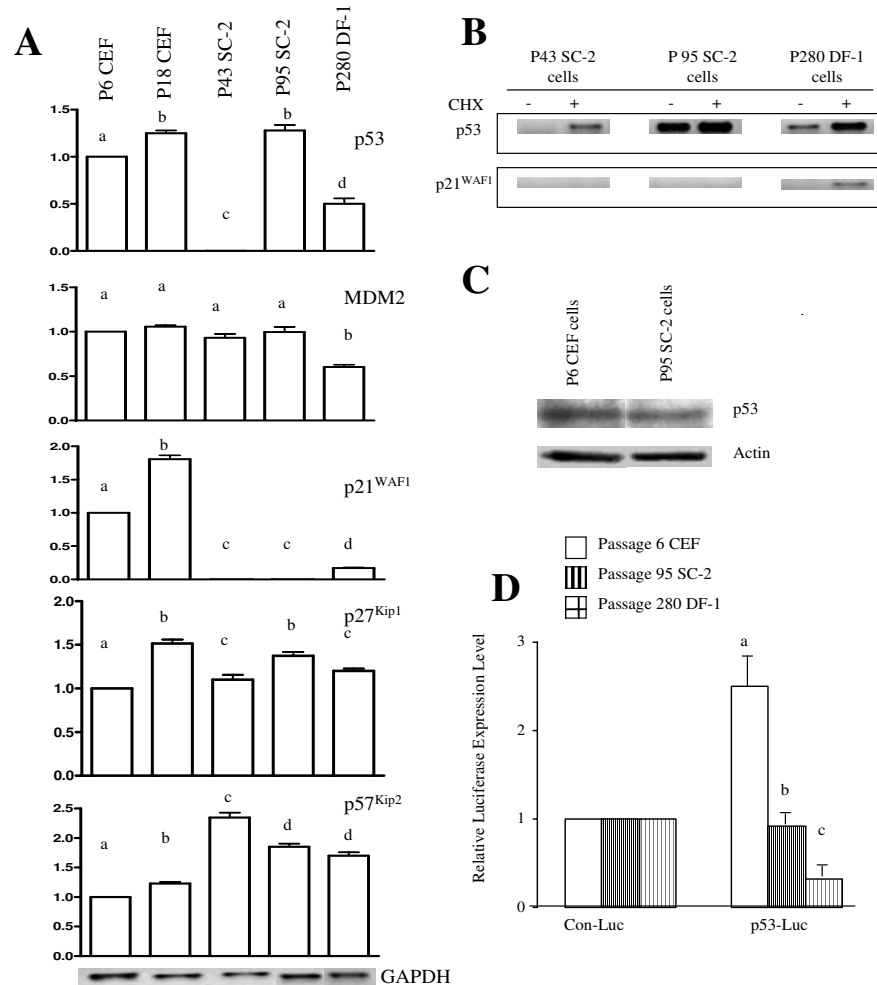 A
P6 CEF
P18 CEF
P43 SC-2
P95 SC-2
P280 DF-1
1.5
1.0
0.5
0.0
a
b
c
b
d
p53
1.5
1.0
0.5
0.0
a
a
a
a
b
MDM2
2.0
1.5
1.0
0.5
0.0
a
b
c
c
d
p21WAF1
2.0
1.5
1.0
0.5
0.0
a
b
c
b
c
p27Kip1
2.5
2.0
1.5
1.0
0.5
0.0
a
b
c
d
d
p57Kip2
GAPDH
B
P43 SC-2 cells
P 95 SC-2 cells
P280 DF-1 cells
CHX - + - + - +
p53
p21WAF1
C
P6 CEF cells
P95 SC-2 cells
p53
Actin
D
Passage 6 CEF
Passage 95 SC-2
Passage 280 DF-1
Relative Luciferase Expression Level
3
2
1
0
a
b
c
Con-Luc
p53-Luc